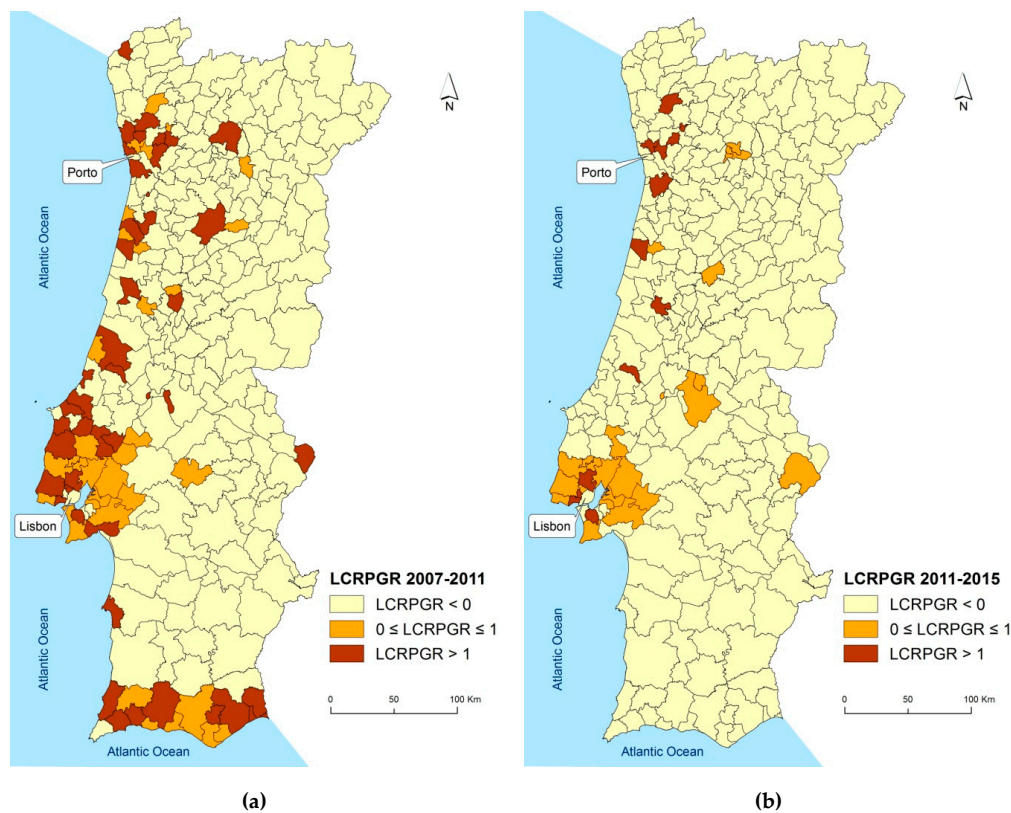 N
Porto
Atlantic Ocean
Lisbon
LCRPGR 2007-2011
LCRPGR < 0
0 ≤ LCRPGR ≤ 1
LCRPGR > 1
Atlantic Ocean
0 50 100 Km
Atlantic Ocean
(a)
N
Porto
Atlantic Ocean
Lisbon
LCRPGR 2011-2015
LCRPGR < 0
0 ≤ LCRPGR ≤ 1
LCRPGR > 1
Atlantic Ocean
0 50 100 Km
Atlantic Ocean
(b)